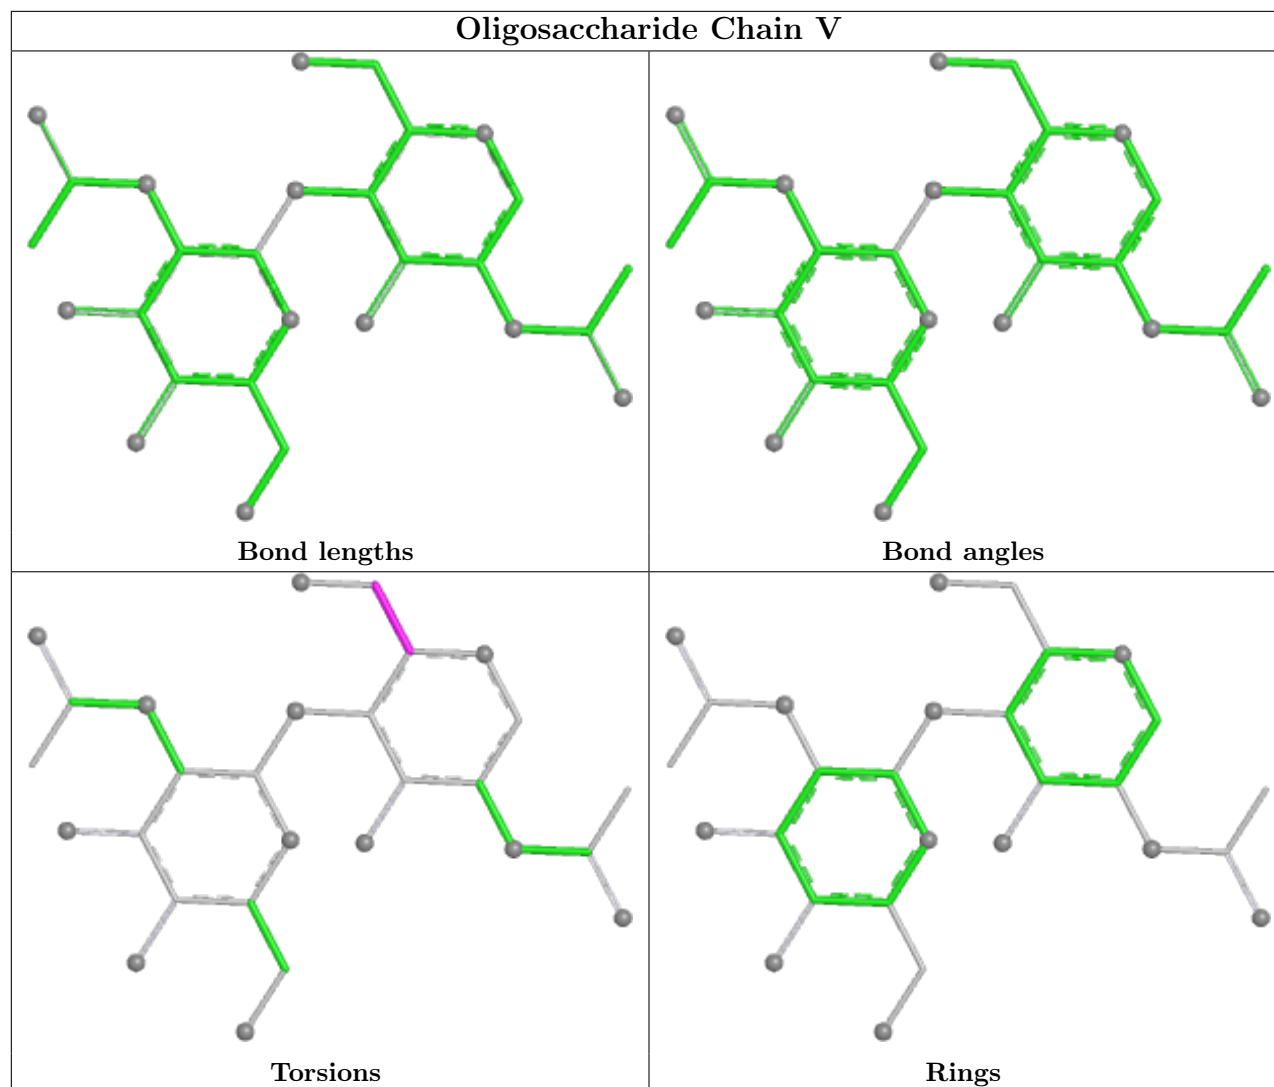 Oligosaccharide Chain V
Bond lengths
Bond angles
Torsions
Rings